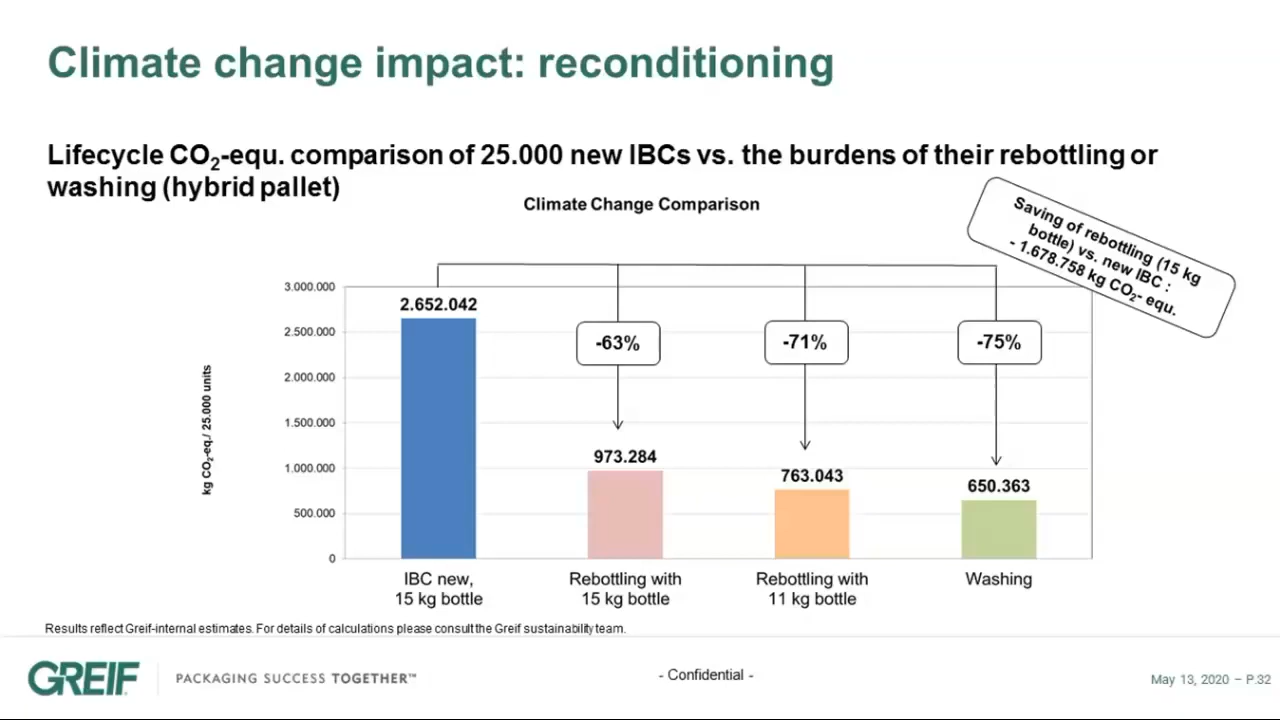 Climate change impact: reconditioning
Lifecycle CO2-equ. comparison of 25.000 new IBCs vs. the burdens of their rebottling or
washing (hybrid pallet)
Climate Change Comparison
Saving of rebottling (15 kg
bottle) vs. new IBC :
- 1.678.758 kg CO2- equ.
kg CO2-eq./ 25.000 units
3.000.000
2.500.000
2.000.000
1.500.000
1.000.000
500.000
0
2.652.042
-63%
-71%
-75%
973.284
763.043
650.363
IBC new,
15 kg bottle
Rebottling with
15 kg bottle
Rebottling with
11 kg bottle
Washing
Results reflect Greif-internal estimates. For details of calculations please consult the Greif sustainability team.
GREIF
PACKAGING SUCCESS TOGETHER™
- Confidential -
May 13, 2020 – P.32